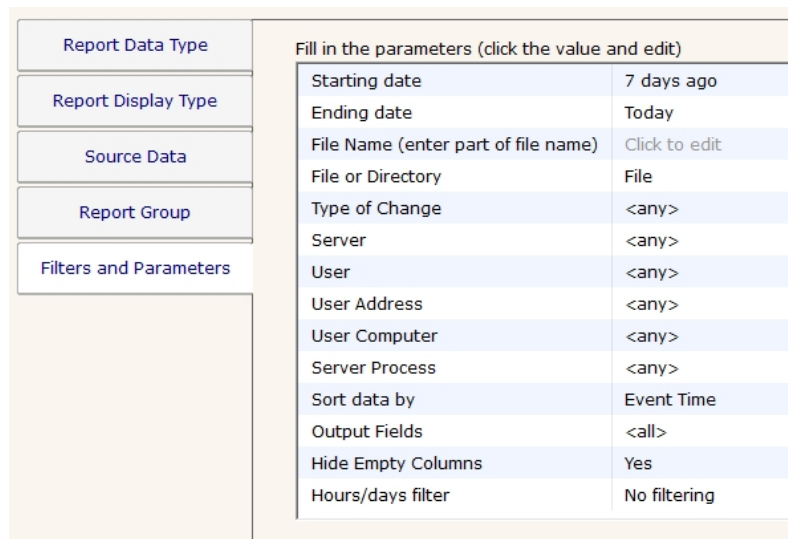 Report Data Type
Report Display Type
Source Data
Report Group
Filters and Parameters
Fill in the parameters (click the value and edit)
Starting date 7 days ago
Ending date Today
File Name (enter part of file name) Click to edit
File or Directory File
Type of Change <any>
Server <any>
User <any>
User Address <any>
User Computer <any>
Server Process <any>
Sort data by Event Time
Output Fields <all>
Hide Empty Columns Yes
Hours/days filter No filtering